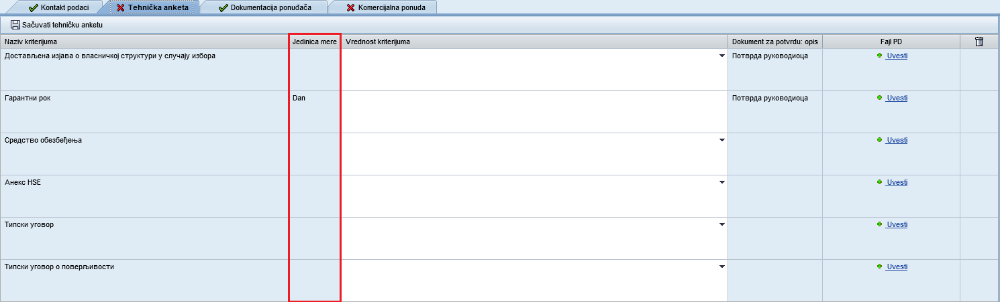 Kontakt podaci Tehnička anketa Dokumentacija ponuđača Komercijalna ponuda
Sačuvati tehničku anketu
Naziv kriterijuma Jedinica mere Vrednost kriterijuma Dokument za potvrdu: opis Fajl PD
Достављена изјава о власничкој структури у случају избора Потврда руководиоца Uvesti
Гарантни рок Dan Потврда руководиоца Uvesti
Средство обезбеђења Uvesti
Анекс HSE Uvesti
Типски уговор Uvesti
Типски уговор о поверљивости Uvesti